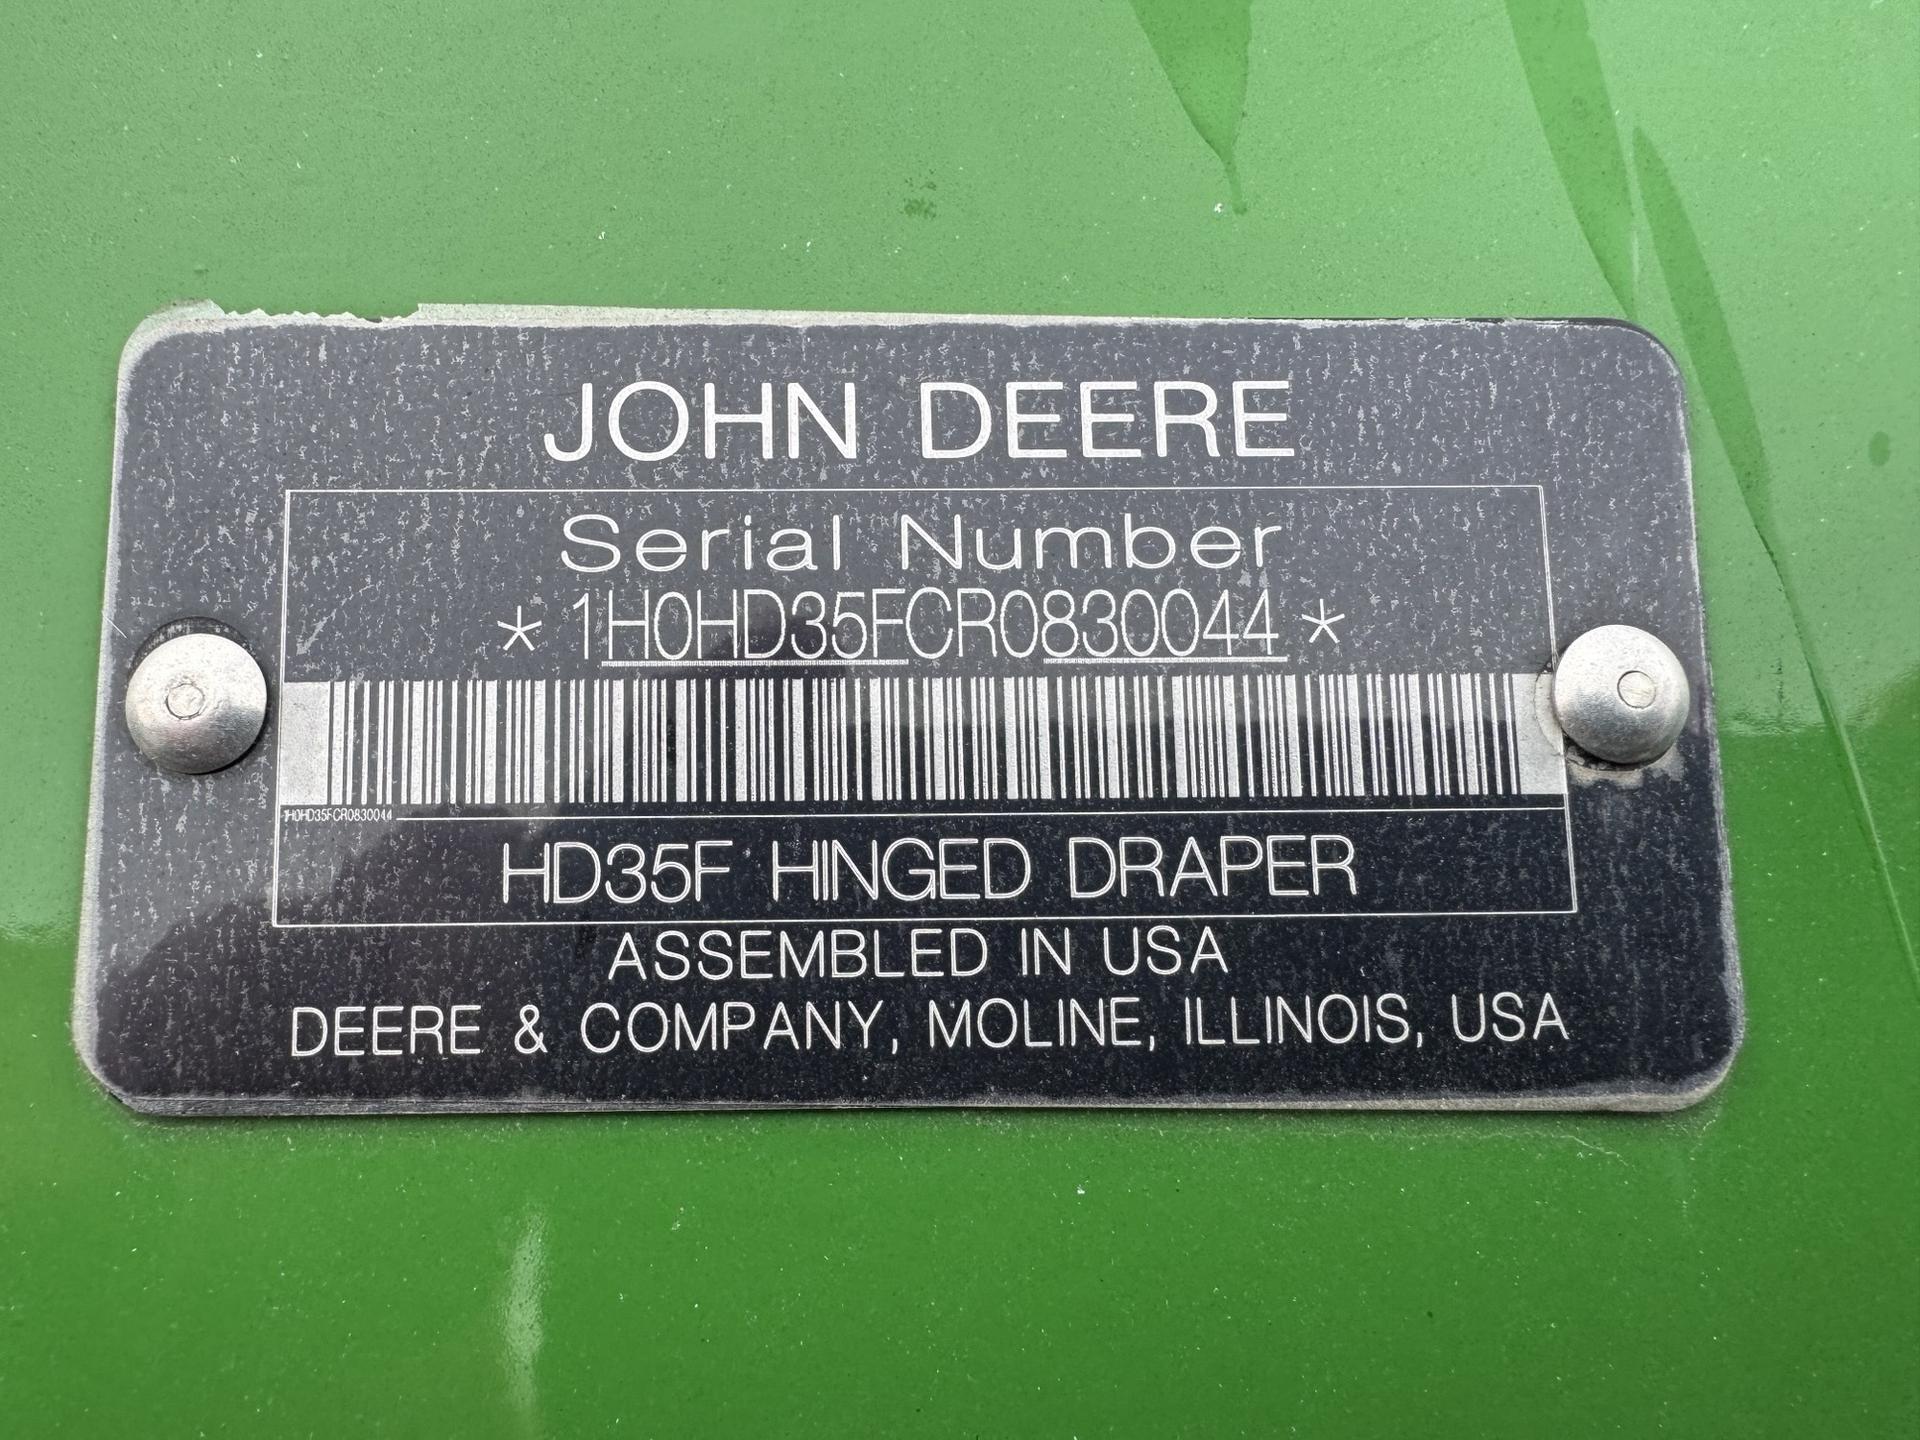 JOHN DEERE
Serial Number
* 1H0HD35FCR0830044 *
1H0HD35FCR0830044
HD35F HINGED DRAPER
ASSEMBLED IN USA
DEERE & COMPANY, MOLINE, ILLINOIS, USA